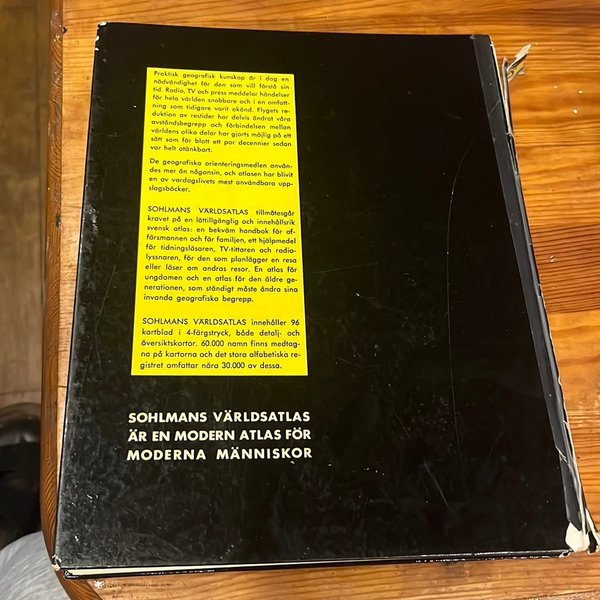 Praktisk geografisk kunskap är i dag en
nödvändighet för den som vill förstå sin
tid. Radio, TV och press meddelar händelser
för hela världen snabbare och i en omfatt-
ning som tidigare varit okänd. Flygets re-
duktion av restider har delvis ändrat våra
avståndsbegrepp och förbindelsen mellan
världens olika delar har gjorts möjlig på ett
sätt som för blott ett par decennier sedan
var helt otänkbart.
De geografiska orienteringsmedlen använ-
des mer än någonsin, och atlasen har blivit
en av vardagslivets mest användbara upp-
slagsböcker.
SOHLMANS VÄRLDSATLAS tillmötesgår
kravet på en lättillgänglig och innehållsrik
svensk atlas: en bekväm handbok för af-
färsmannen och för familjen, ett hjälpmedel
för tidningsläsaren, TV-tittaren och radio-
lyssnaren, för den som planlägger en resa
eller läser om andras resor. En atlas för
ungdomen och en atlas för den äldre ge-
nerationen, som ständigt måste ändra sina
invanda geografiska begrepp.
SOHLMANS VÄRLDSATLAS innehåller 96
kartblad i 4-färgstryck, både detalj- och
översiktskartor. 60.000 namn finns medtag-
na på kartorna och det stora alfabetiska re-
gistret omfattar nära 30.000 av dessa.
SOHLMANS VÄRLDSATLAS
ÄR EN MODERN ATLAS FÖR
MODERNA MÄNNISKOR